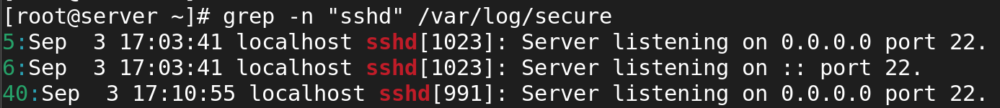 [root@server ~]# grep -n "sshd" /var/log/secure
5:Sep  3 17:03:41 localhost sshd[1023]: Server listening on 0.0.0.0 port 22.
6:Sep  3 17:03:41 localhost sshd[1023]: Server listening on :: port 22.
40:Sep  3 17:10:55 localhost sshd[991]: Server listening on 0.0.0.0 port 22.